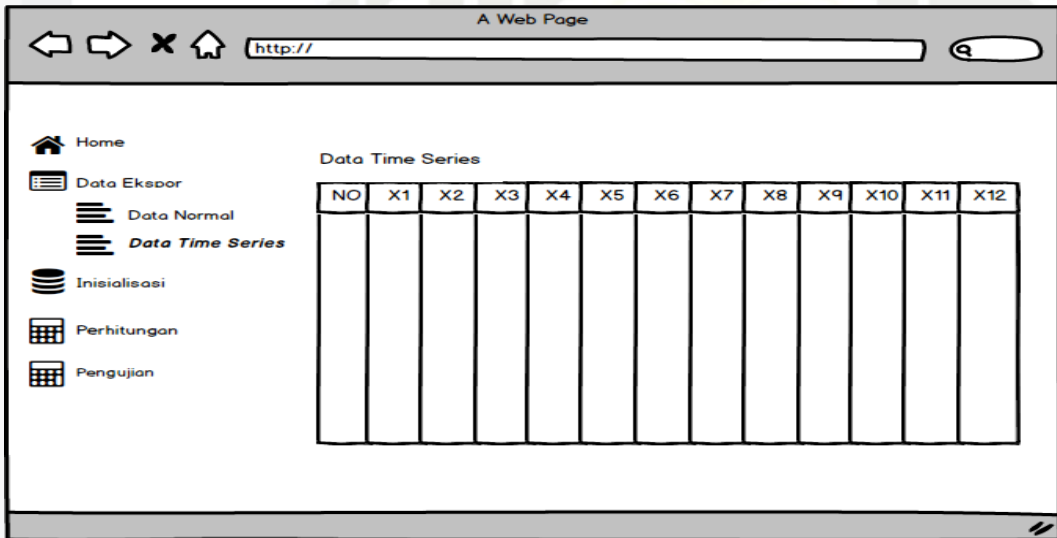 A Web Page
http://
Home
Data Ekspor
Data Normal
Data Time Series
Inisialisasi
Perhitungan
Pengujian
Data Time Series
NO X1 X2 X3 X4 X5 X6 X7 X8 X9 X10 X11 X12